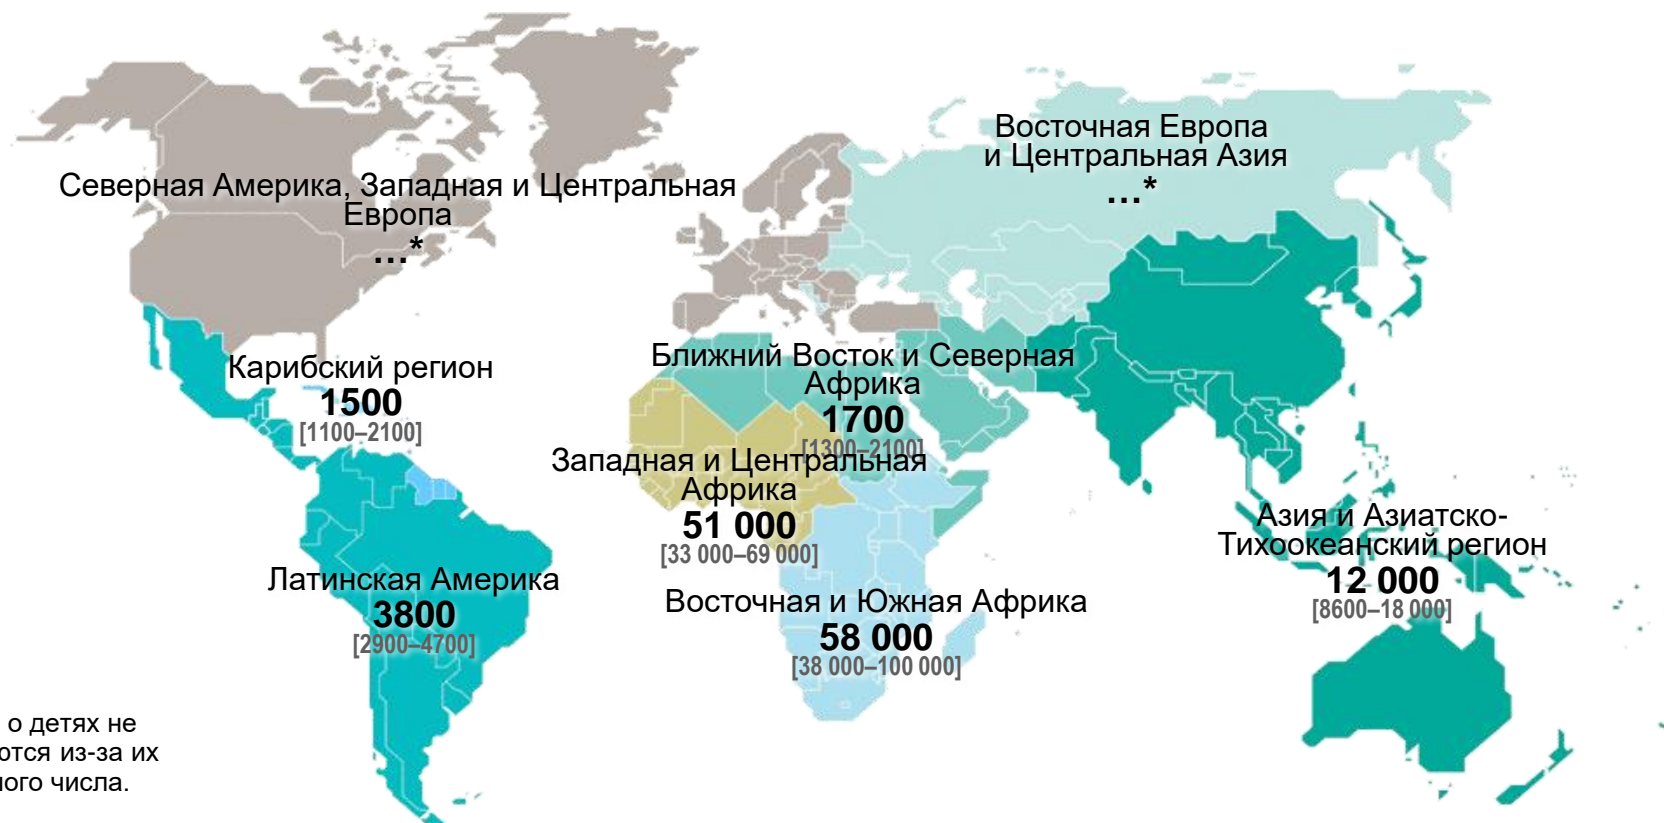 Восточная Европа
и Центральная Азия
...*
Северная Америка, Западная и Центральная
Европа
...*
Карибский регион
1500
[1100–2100]
Ближний Восток и Северная
Африка
1700
[1300–2100]
Западная и Центральная
Африка
51 000
[33 000–69 000]
Азия и Азиатско-
Тихоокеанский регион
12 000
[8600–18 000]
Латинская Америка
3800
[2900–4700]
Восточная и Южная Африка
58 000
[38 000–100 000]
о детях не
из-за их
числа.